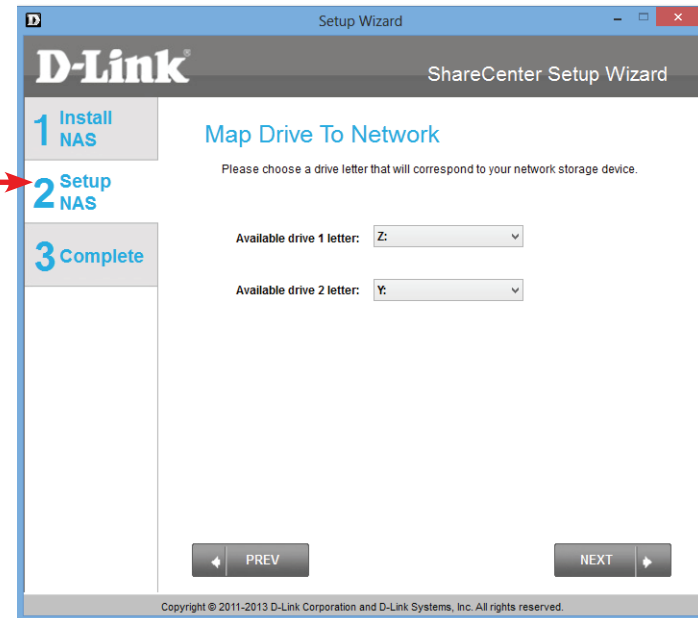 D Setup Wizard
D-Link®
ShareCenter Setup Wizard
1 Install
NAS
2 Setup
NAS
3 Complete
Map Drive To Network
Please choose a drive letter that will correspond to your network storage device.
Available drive 1 letter: Z:
Available drive 2 letter: Y:
PREV
NEXT
Copyright © 2011-2013 D-Link Corporation and D-Link Systems, Inc. All rights reserved.